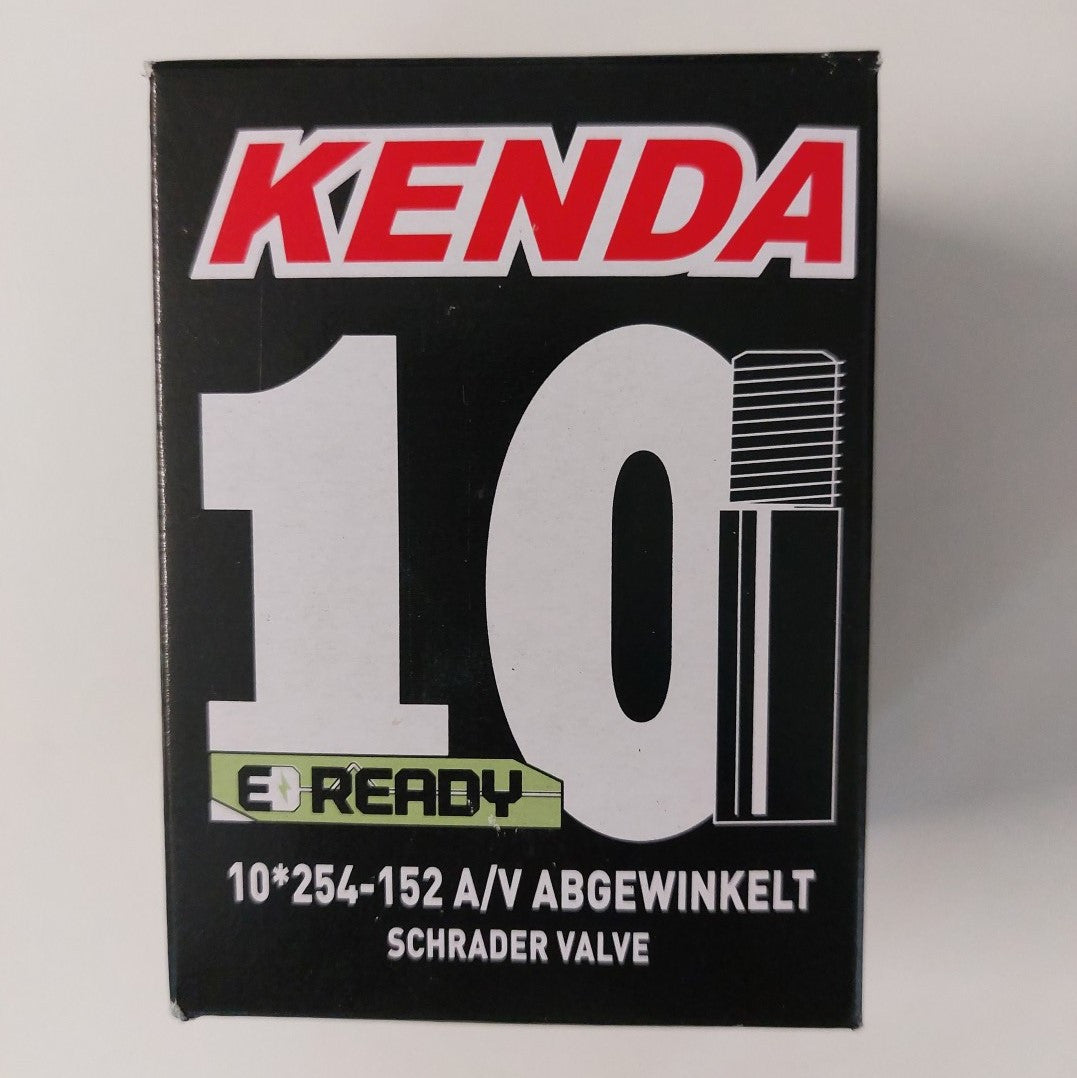 KENDA
10
E READY
10*254-152 A/V ABGEWINKELT
SCHRADER VALVE